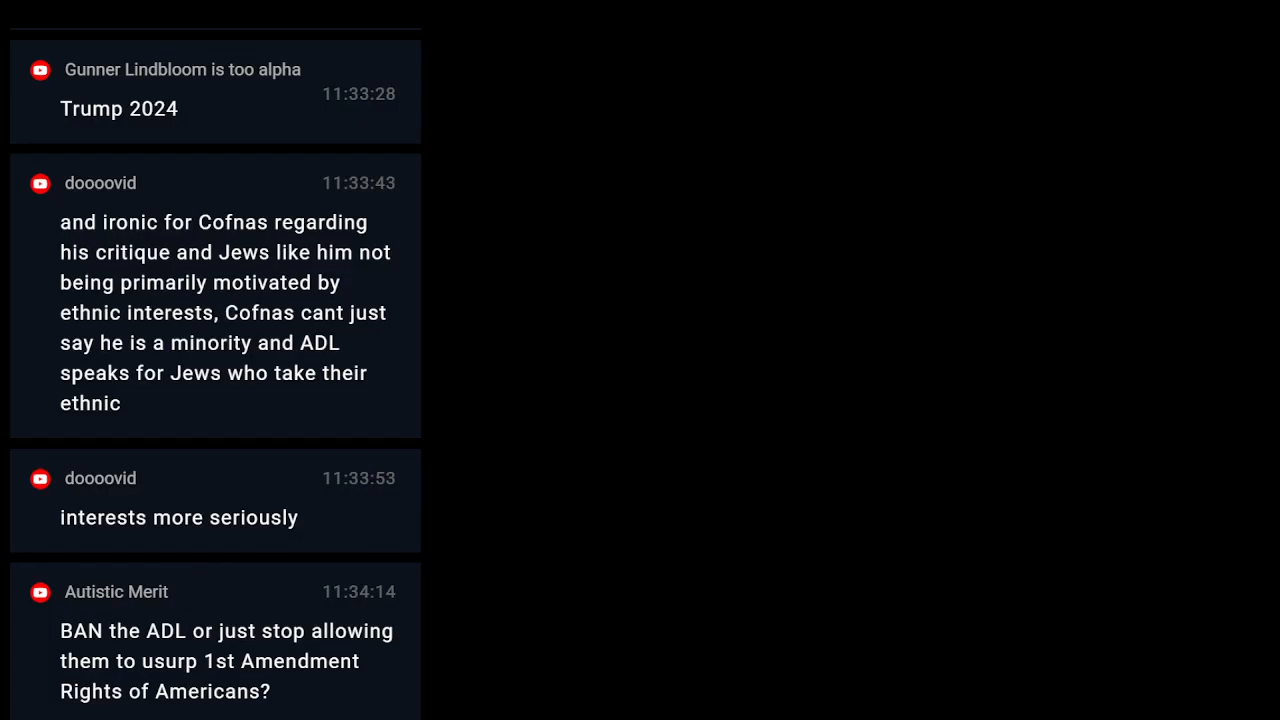 Gunner Lindbloom is too alpha
11:33:28
Trump 2024
doooovid 11:33:43
and ironic for Cofnas regarding
his critique and Jews like him not
being primarily motivated by
ethnic interests, Cofnas cant just
say he is a minority and ADL
speaks for Jews who take their
ethnic
doooovid 11:33:53
interests more seriously
Autistic Merit 11:34:14
BAN the ADL or just stop allowing
them to usurp 1st Amendment
Rights of Americans?